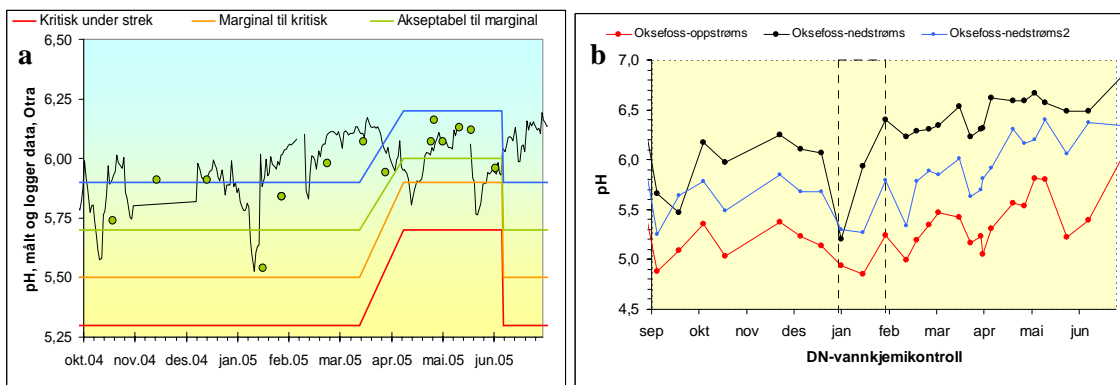 Kritisk under strek Marginal til kritisk Akseptabel til marginal
a
pH, målt og logger data, Otra
6,50
6,25
6,00
5,75
5,50
5,25
okt.04 nov.04 des.04 jan.05 feb.05 mar.05 apr.05 mai.05 jun.05
Oksefoss-oppstrøms Oksefoss-nedstrøms Oksefoss-nedstrøms2
b
pH
7,0
6,5
6,0
5,5
5,0
4,5
sep okt nov des jan feb mar apr mai jun
DN-vannkjemikontroll